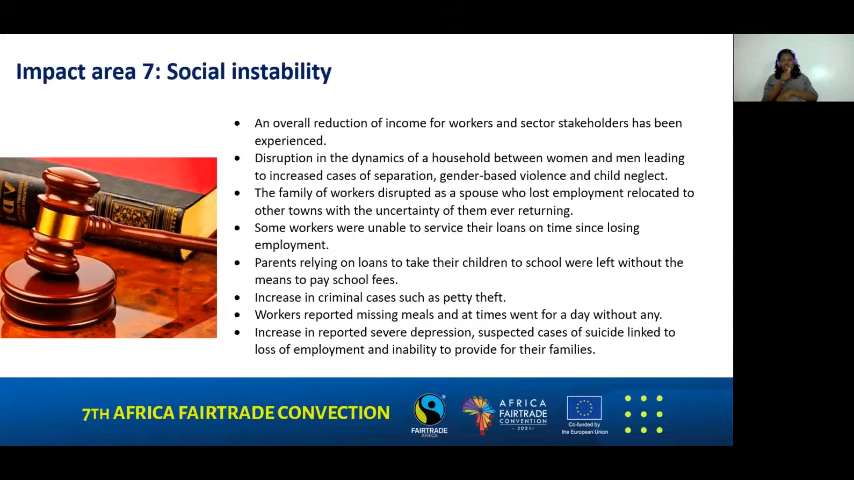 Impact area 7: Social instability
• An overall reduction of income for workers and sector stakeholders has been
experienced.
• Disruption in the dynamics of a household between women and men leading
to increased cases of separation, gender-based violence and child neglect.
• The family of workers disrupted as a spouse who lost employment relocated to
other towns with the uncertainty of them ever returning.
• Some workers were unable to service their loans on time since losing
employment.
• Parents relying on loans to take their children to school were left without the
means to pay school fees.
• Increase in criminal cases such as petty theft.
• Workers reported missing meals and at times went for a day without any.
• Increase in reported severe depression, suspected cases of suicide linked to
loss of employment and inability to provide for their families.
7TH AFRICA FAIRTRADE CONVECTION
FAIRTRADE
AFRICA
AFRICA
FAIRTRADE
CONVENTION
- 2021 -
Co-funded by
the European Union